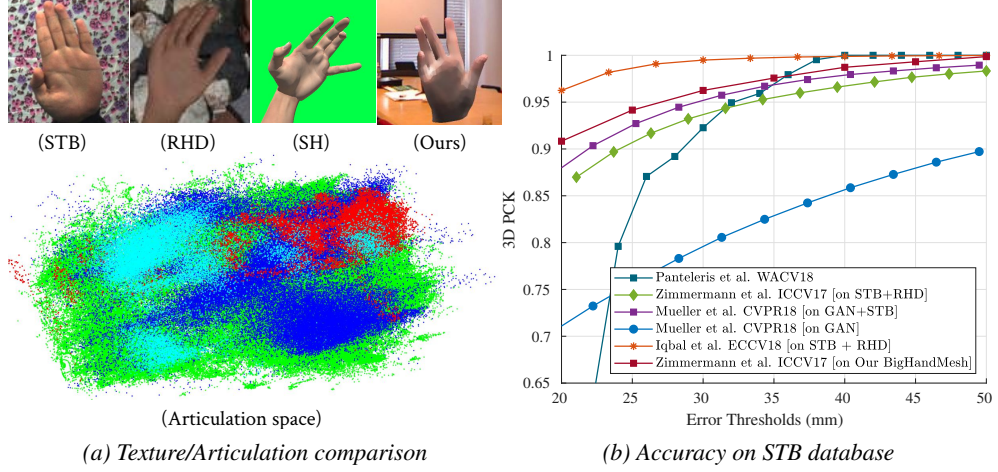 (STB) (RHD) (SH) (Ours)
(Articulation space)
(a) Texture/Articulation comparison
1
0.95
0.9
0.85
0.8
0.75
0.7
0.65
3D PCK
Panteleris et al. WACV18
Zimmermann et al. ICCV17 [on STB+RHD]
Mueller et al. CVPR18 [on GAN+STB]
Mueller et al. CVPR18 [on GAN]
Iqbal et al. ECCV18 [on STB + RHD]
Zimmermann et al. ICCV17 [on Our BigHandMesh]
20 25 30 35 40 45 50
Error Thresholds (mm)
(b) Accuracy on STB database